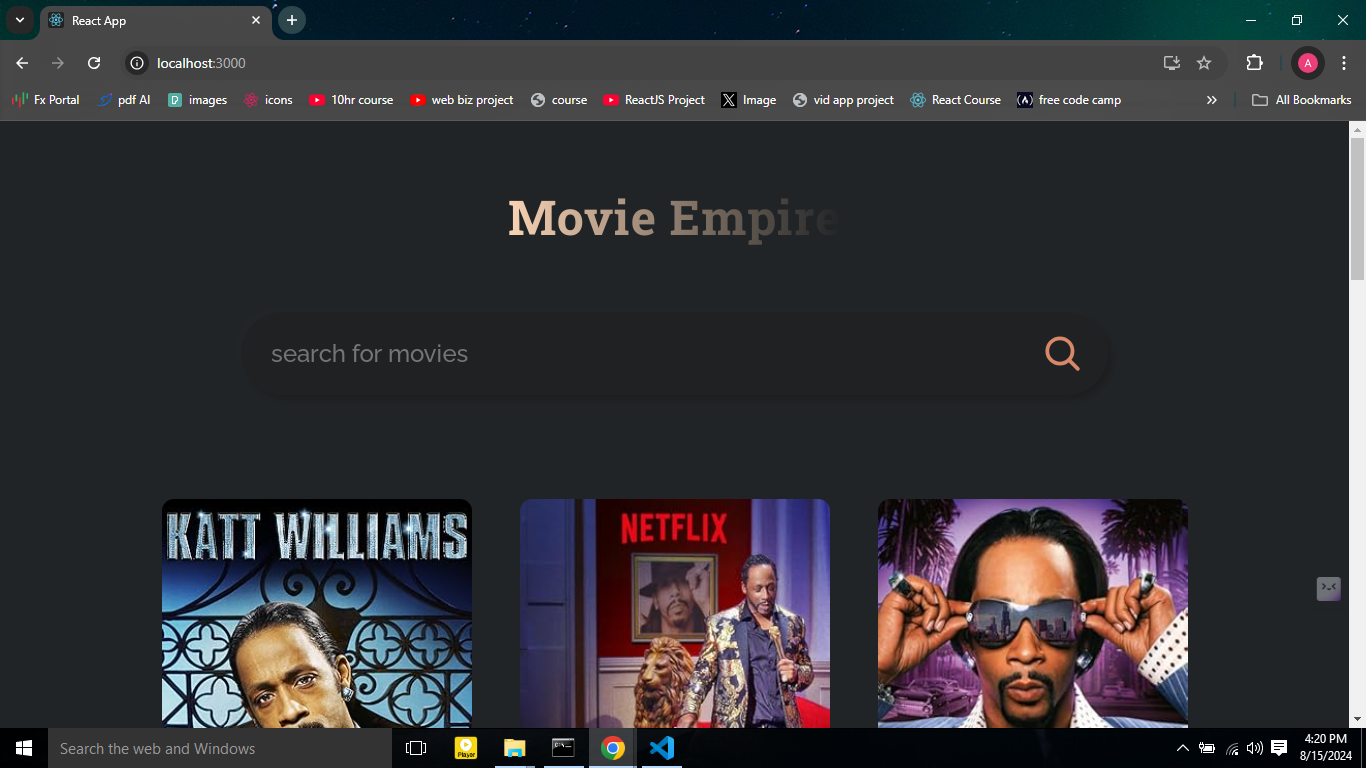 React App
localhost:3000
Fx Portal
pdf AI
images
icons
10hr course
web biz project
course
ReactJS Project
Image
vid app project
React Course
free code camp
All Bookmarks
A
Movie Empire
search for movies
KATT WILLIAMS
NETFLIX
Search the web and Windows
Player
4:20 PM
8/15/2024